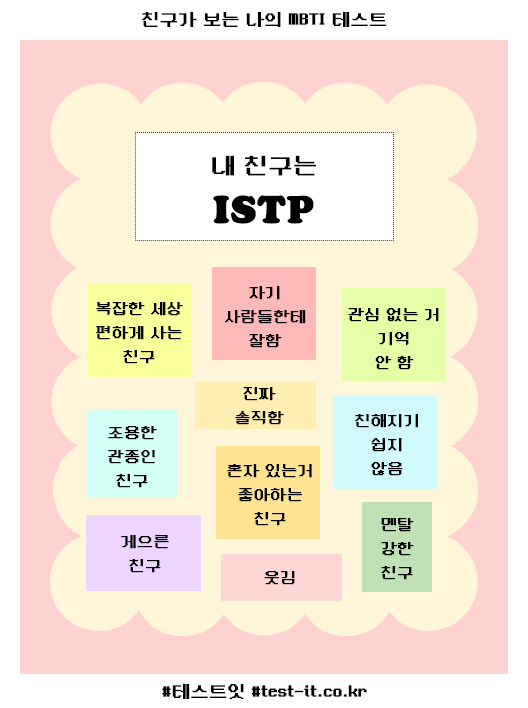 친구가 보는 나의 MBTI 테스트
내 친구는
ISTP
복잡한 세상
편하게 사는
친구
자기
사람들한테
잘함
관심 없는 거
기억
안 함
진짜
솔직함
조용한
관종인
친구
친해지기
쉽지
않음
혼자 있는거
좋아하는
친구
멘탈
강한
친구
게으른
친구
웃김
#테스트잇 #test-it.co.kr